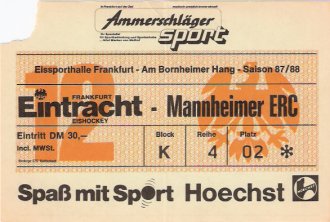 Ammerschläger
sport
Eissporthalle Frankfurt - Am Bornheimer Hang - Saison 87/88
FRANKFURT
Eintracht - Mannheimer ERC
EISHOCKEY
Eintritt DM 30,—
incl. MWSt.
Block Reihe Platz
K 4 02 *
Spaß mit Sport Hoechst